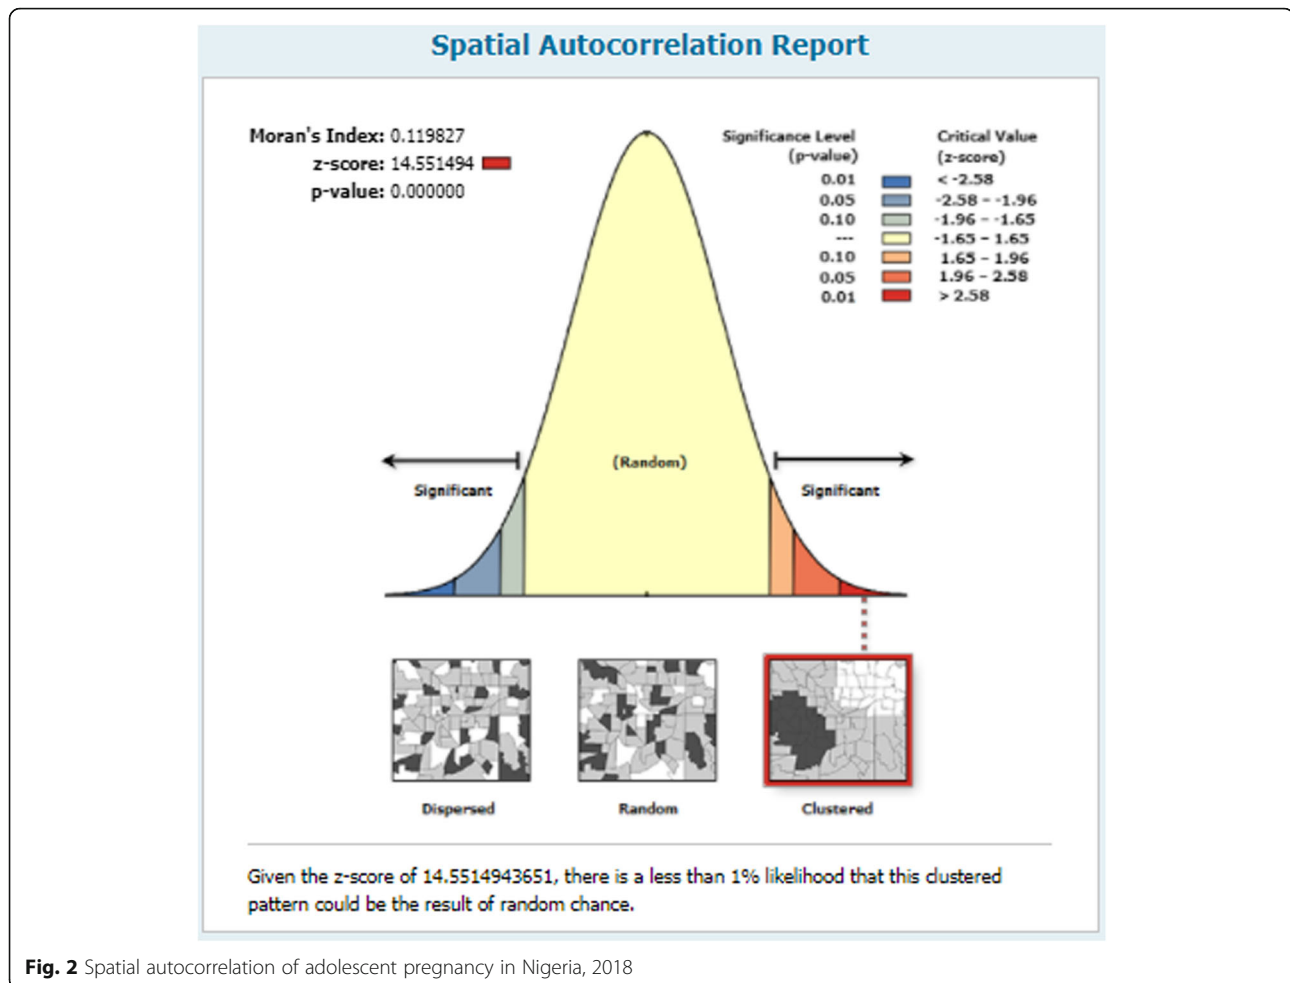 Spatial Autocorrelation Report
Moran's Index: 0.119827
z-score: 14.551494
p-value: 0.000000
Significance Level (p-value) Critical Value (z-score)
0.01 < -2.58
0.05 -2.58 – -1.96
0.10 -1.96 – -1.65
--- -1.65 – 1.65
0.10 1.65 – 1.96
0.05 1.96 – 2.58
0.01 > 2.58
(Random)
Significant Significant
Dispersed Random Clustered
Given the z-score of 14.5514943651, there is a less than 1% likelihood that this clustered
pattern could be the result of random chance.
Fig. 2 Spatial autocorrelation of adolescent pregnancy in Nigeria, 2018